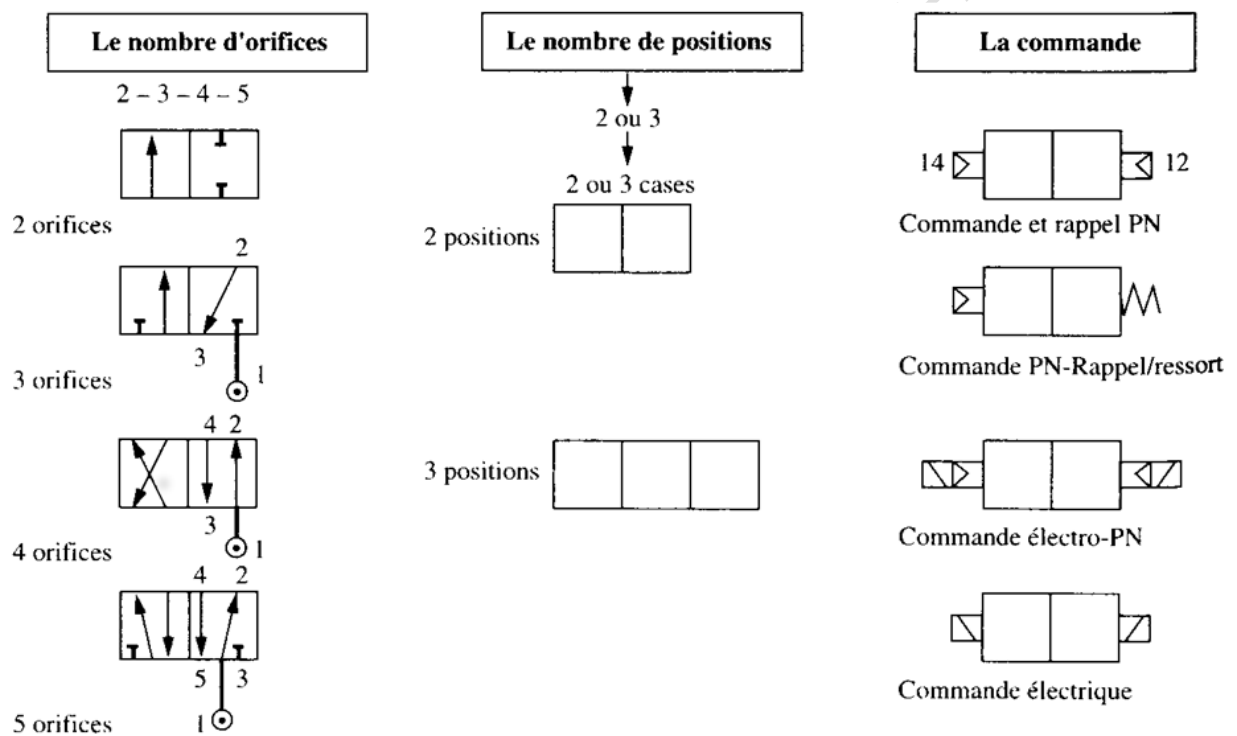 Le nombre d'orifices
2 – 3 – 4 – 5
2 orifices
2
3
1
3 orifices
4 2
3
1
4 orifices
4 2
5 3
1
5 orifices
Le nombre de positions
2 ou 3
2 ou 3 cases
2 positions
3 positions
La commande
14
12
Commande et rappel PN
Commande PN-Rappel/ressort
Commande électro-PN
Commande électrique